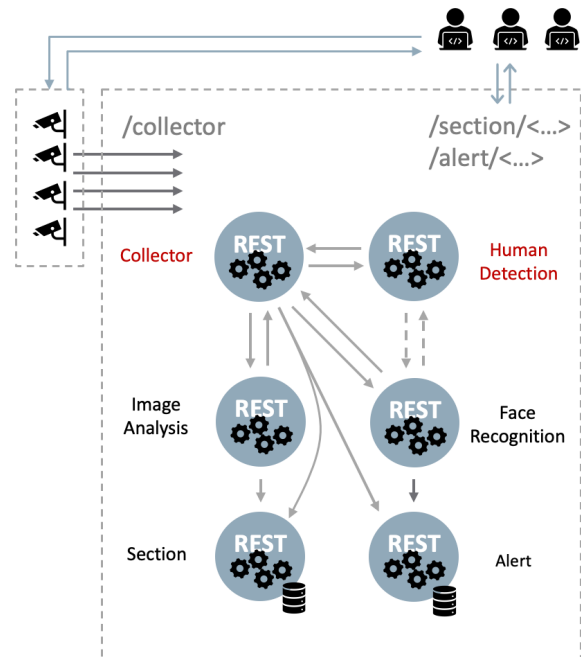 /collector
/section/<...>
/alert/<...>
REST
REST
Collector
Human
Detection
REST
REST
Image
Analysis
Face
Recognition
REST
REST
Section
Alert